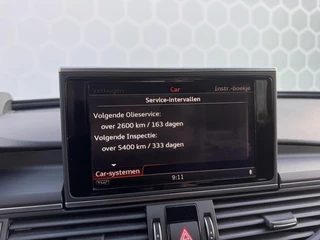 Car
Instr.-boekje
Service-intervallen
Volgende Olieservice:
over 2600 km / 163 dagen
Volgende Inspectie:
over 5400 km / 333 dagen
Car-systemen
9:11